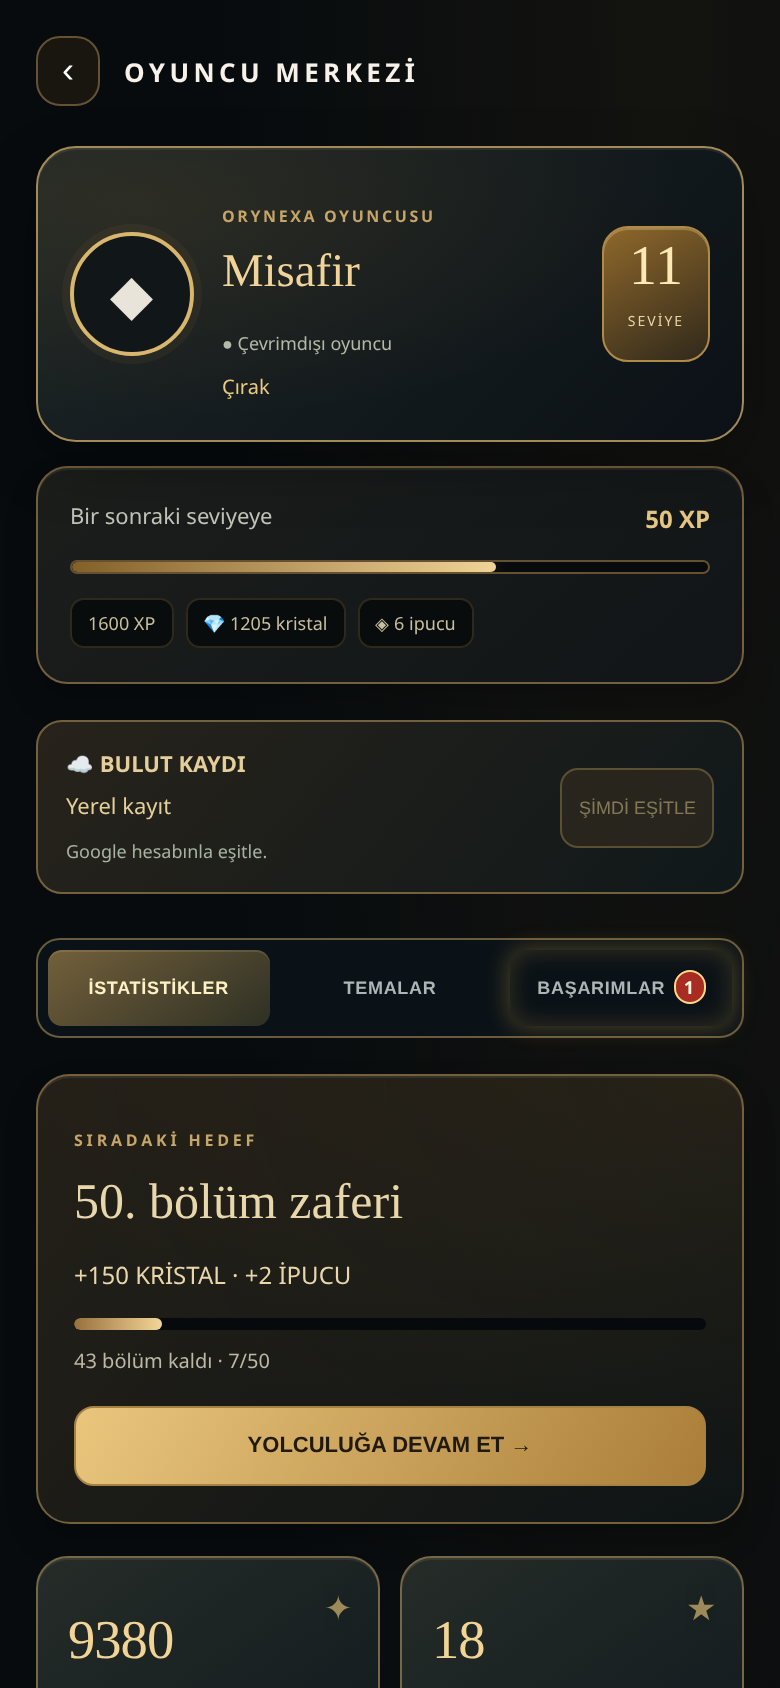 OYUNCU MERKEZİ
ORYNEXA OYUNCUSU
Misafir
● Çevrimdışı oyuncu
Çırak
11
SEVİYE
Bir sonraki seviyeye
50 XP
1600 XP
💎 1205 kristal
◈ 6 ipucu
☁️ BULUT KAYDI
Yerel kayıt
Google hesabınla eşitle.
ŞİMDİ EŞİTLE
İSTATİSTİKLER
TEMALAR
BAŞARIMLAR 1
SIRADAKİ HEDEF
50. bölüm zaferi
+150 KRİSTAL · +2 İPUCU
43 bölüm kaldı · 7/50
YOLCULUĞA DEVAM ET →
9380
18